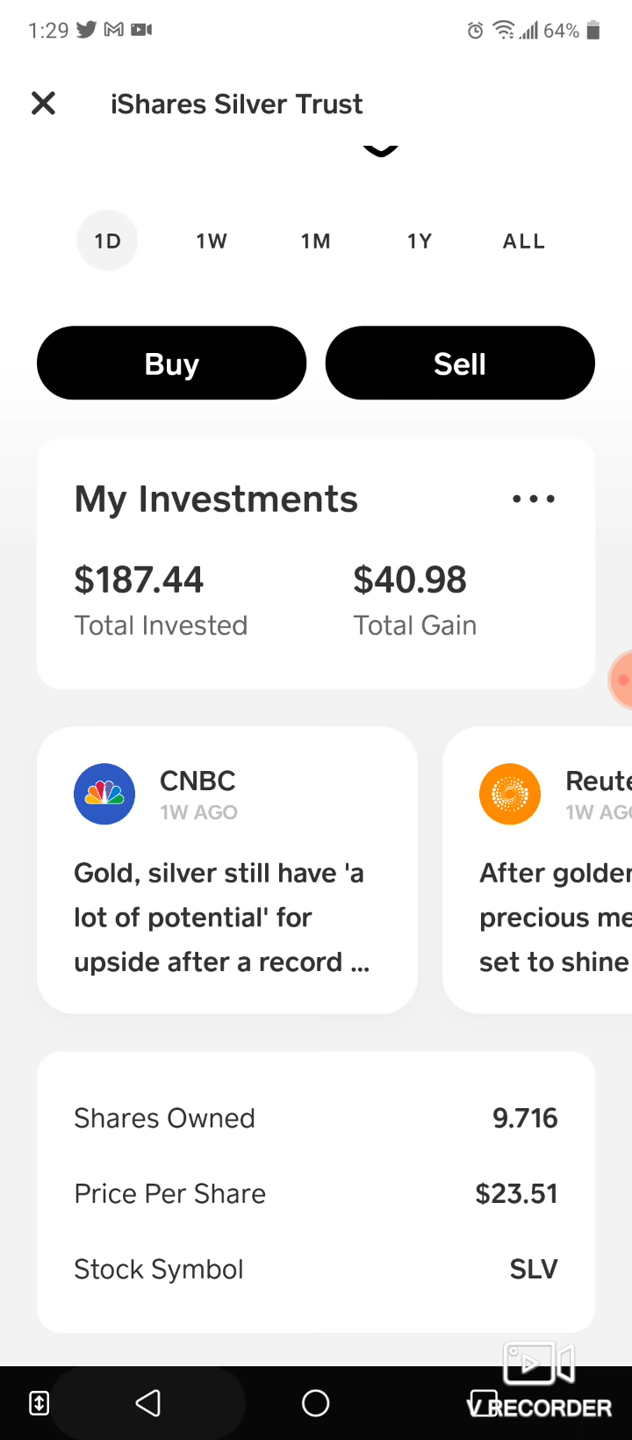 1:29
64%
iShares Silver Trust
1D 1W 1M 1Y ALL
Buy Sell
My Investments
$187.44 $40.98
Total Invested Total Gain
CNBC
1W AGO
Gold, silver still have 'a
lot of potential' for
upside after a record ...
Reute
1W AGO
After golden
precious me
set to shine
Shares Owned 9.716
Price Per Share $23.51
Stock Symbol SLV
V RECORDER